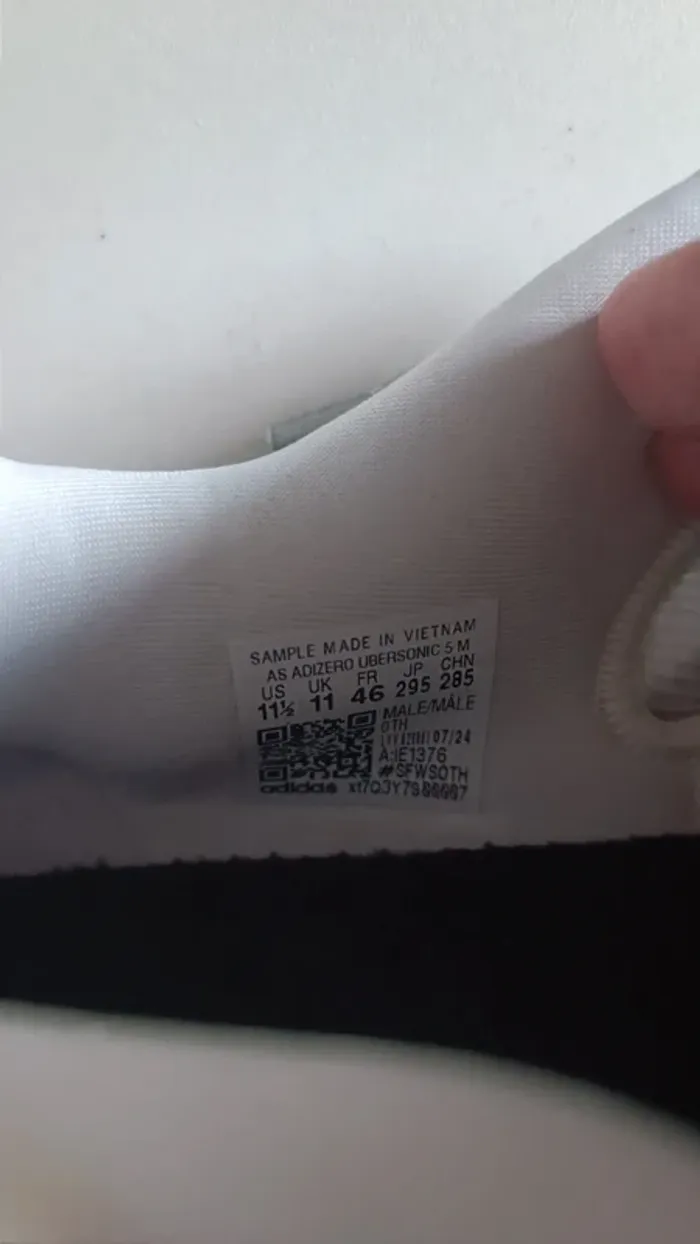 SAMPLE MADE IN VIETNAM
AS ADIZERO UBERSONIC 5 M
US UK FR JP CHN
11½ 11 46 295 285
MALE/MÂLE
0TH
07/24
A:IE1376
#SFWSOTH
adidas